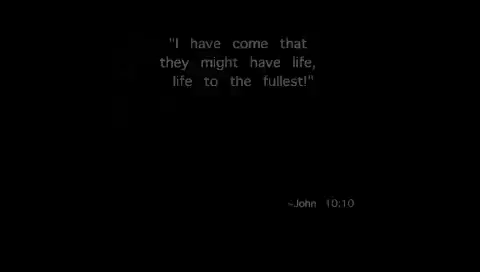 "I have come that
they might have life,
life to the fullest!"
~John 10:10